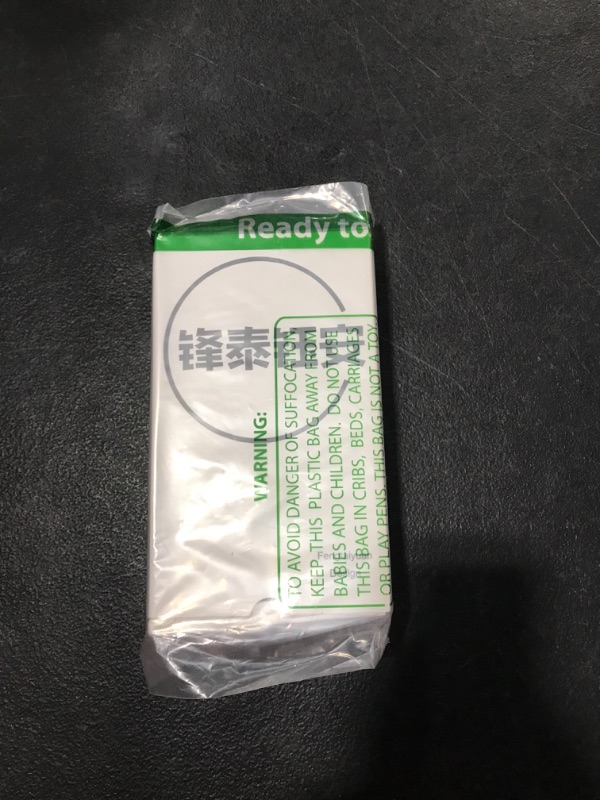 Ready to
锋泰
WARNING:
TO AVOID DANGER OF SUFFOCATION
KEEP THIS PLASTIC BAG AWAY FROM
BABIES AND CHILDREN. DO NOT USE
THIS BAG IN CRIBS, BEDS, CARRIAGES
OR PLAY PENS. THIS BAG IS NOT A TOY